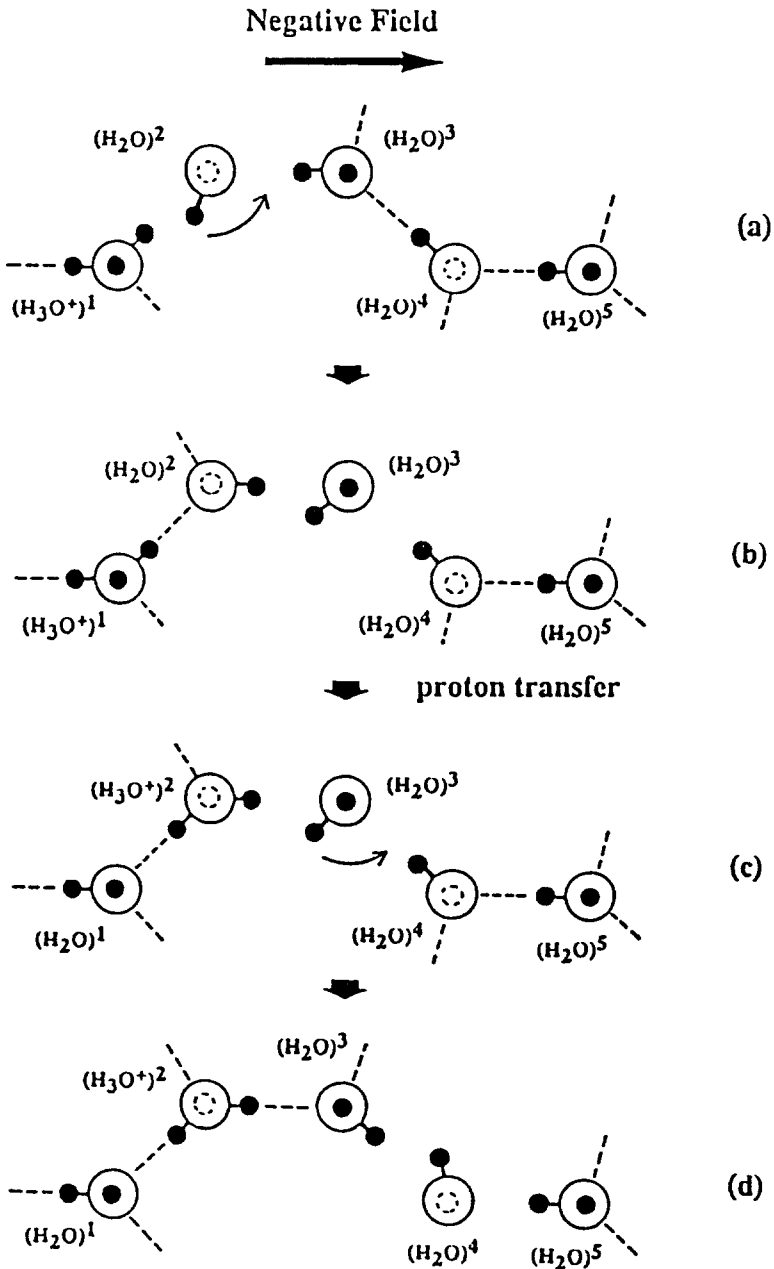 Negative Field
(H2O)2
(H2O)3
(a)
(H3O+)1
(H2O)4
(H2O)5
(H2O)2
(H2O)3
(b)
(H3O+)1
(H2O)4
(H2O)5
proton transfer
(H3O+)2
(H2O)3
(c)
(H2O)1
(H2O)4
(H2O)5
(H2O)3
(H3O+)2
(d)
(H2O)1
(H2O)4
(H2O)5